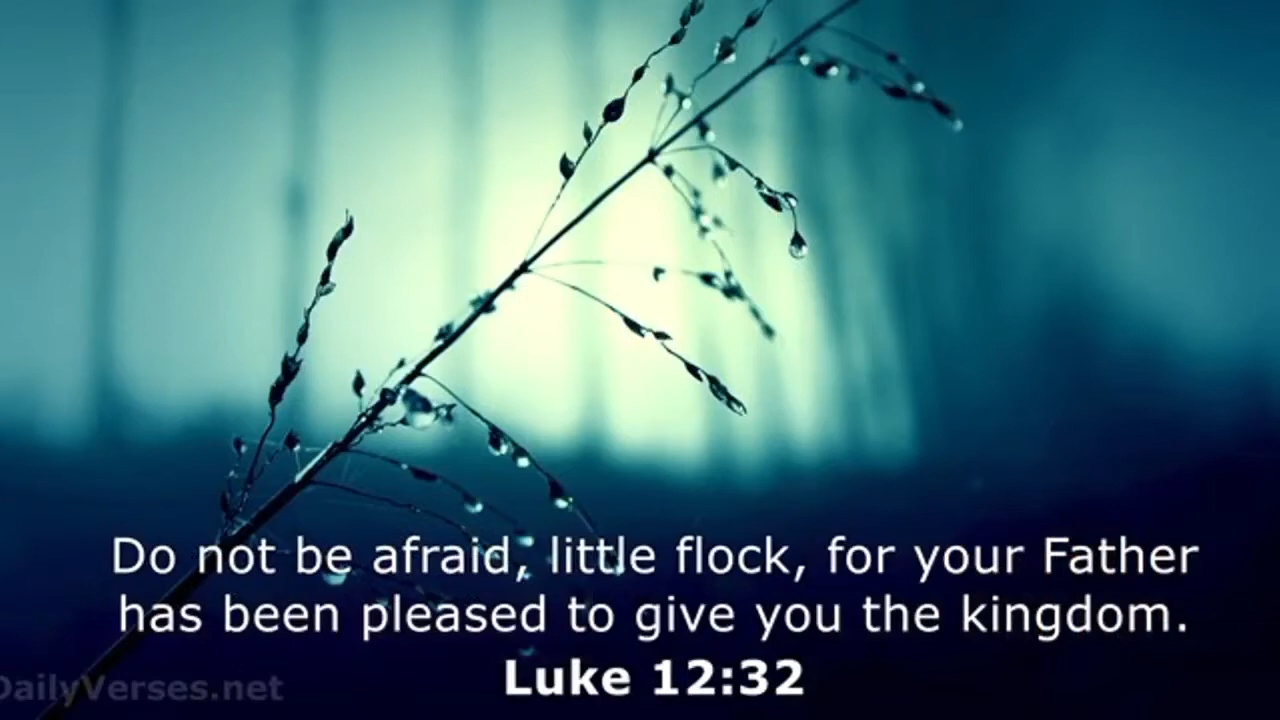 Do not be afraid, little flock, for your Father
has been pleased to give you the kingdom.
Luke 12:32
DailyVerses.net